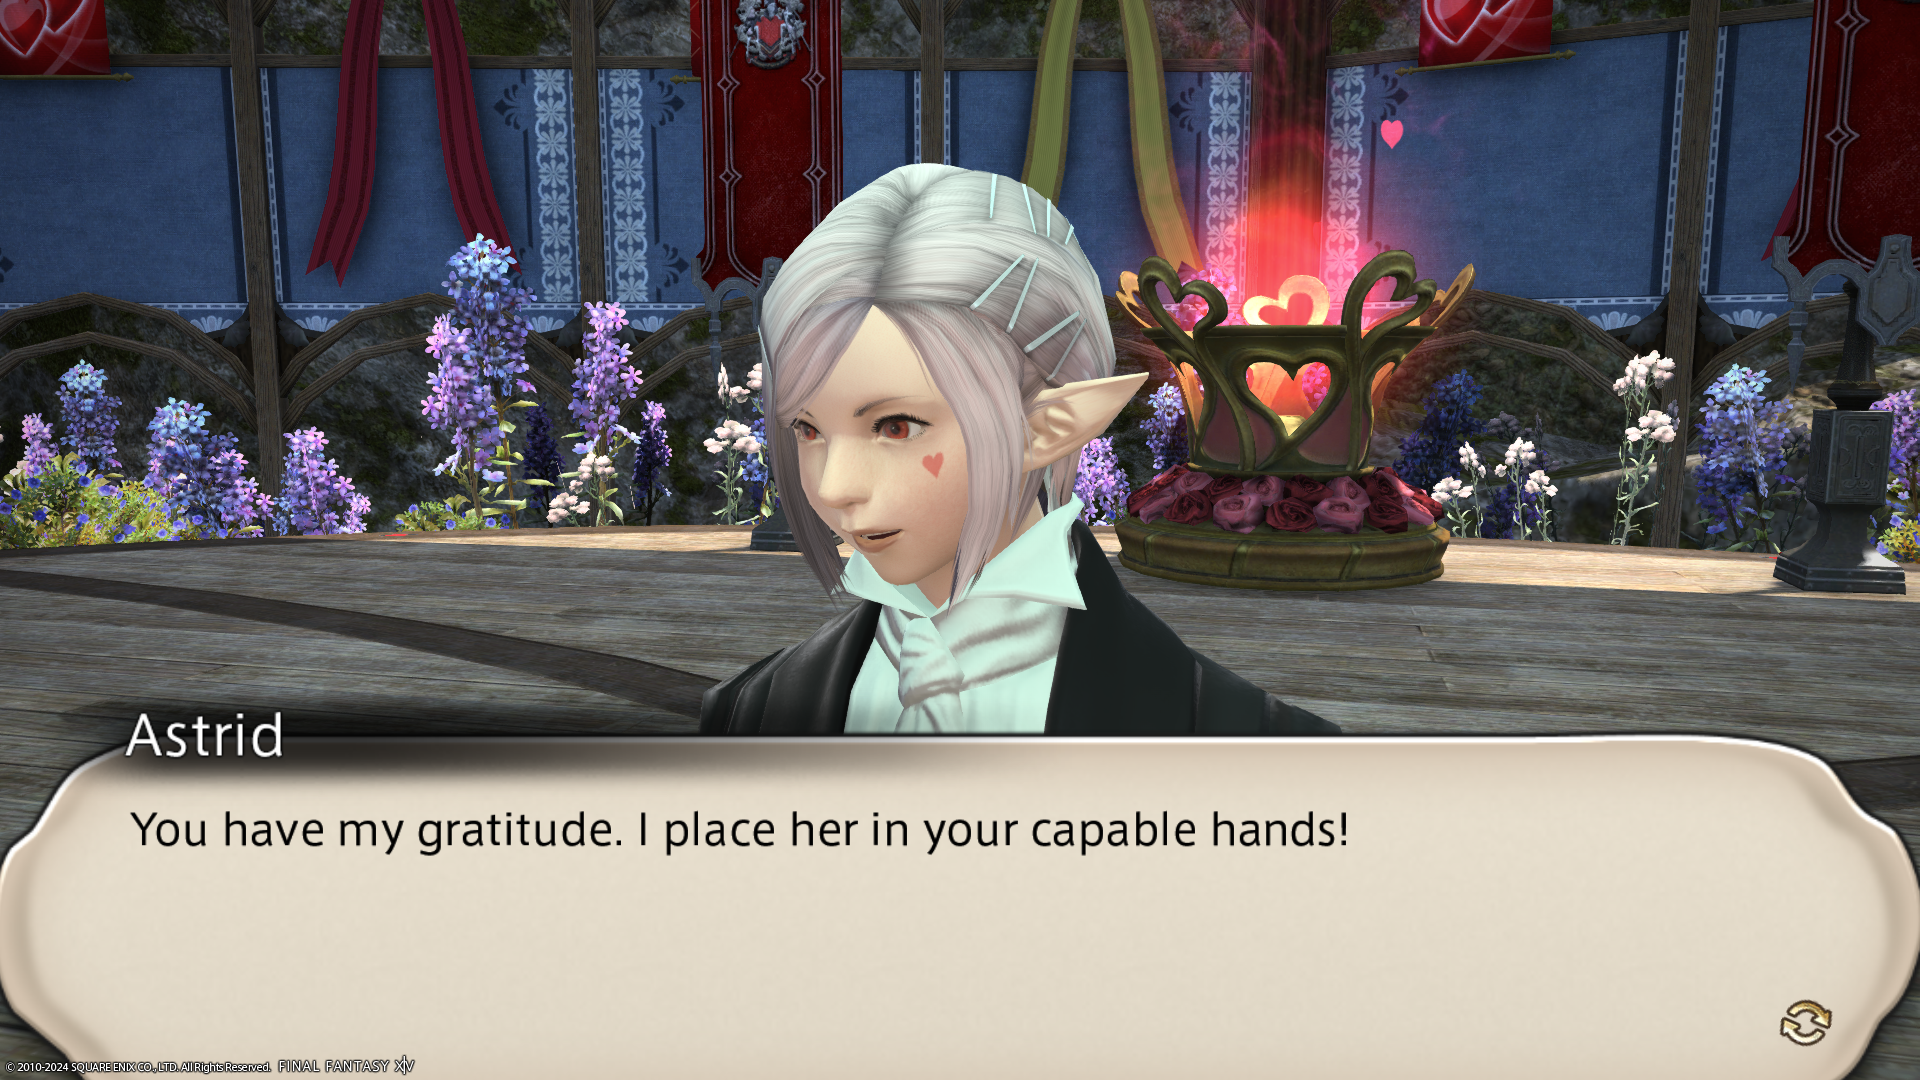 Astrid
You have my gratitude. I place her in your capable hands!
© 2010-2024 SQUARE ENIX CO., LTD. All Rights Reserved. FINAL FANTASY XIV